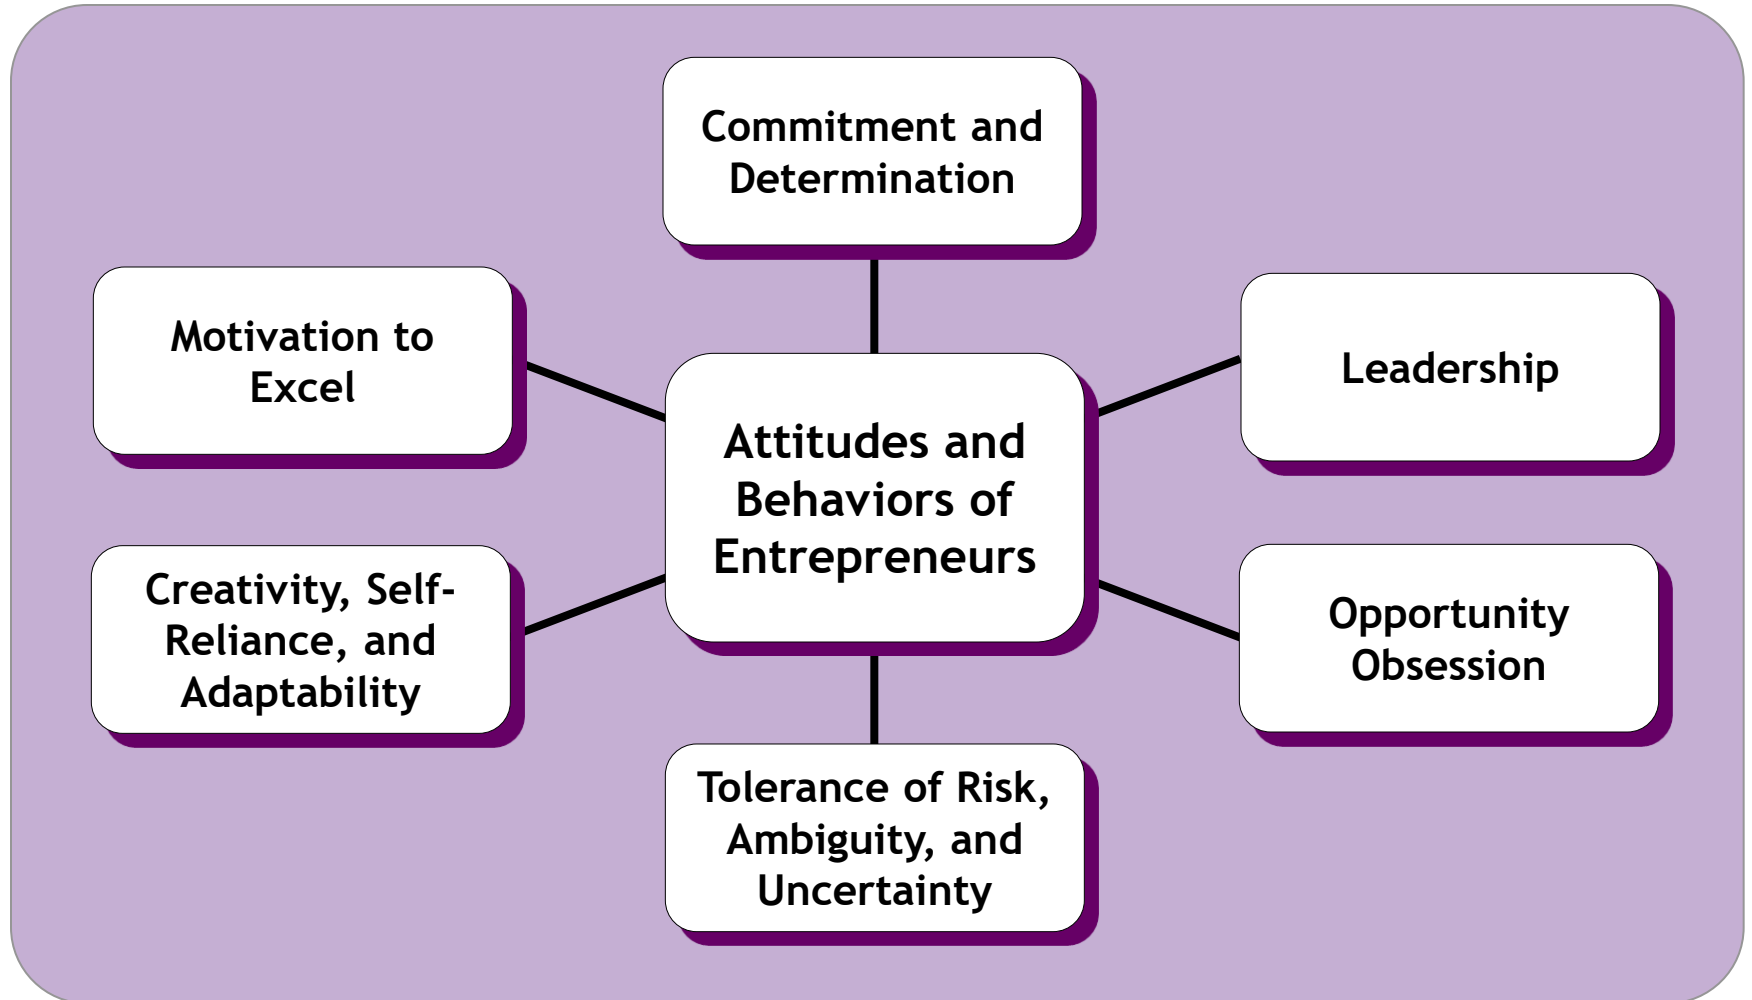 Commitment and
Determination
Motivation to
Excel
Leadership
Attitudes and
Behaviors of
Entrepreneurs
Creativity, Self-
Reliance, and
Adaptability
Opportunity
Obsession
Tolerance of Risk,
Ambiguity, and
Uncertainty